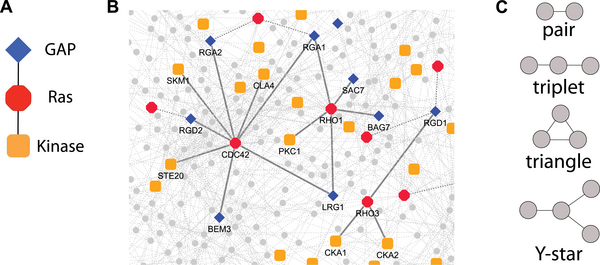 A
GAP
Ras
Kinase
B
RGA2
RGA1
SKM1
CLA4
SAC7
RGD2
RHO1
BAG7
RGD1
CDC42
PKC1
STE20
LRG1
RHO3
BEM3
CKA1
CKA2
C
pair
triplet
triangle
Y-star